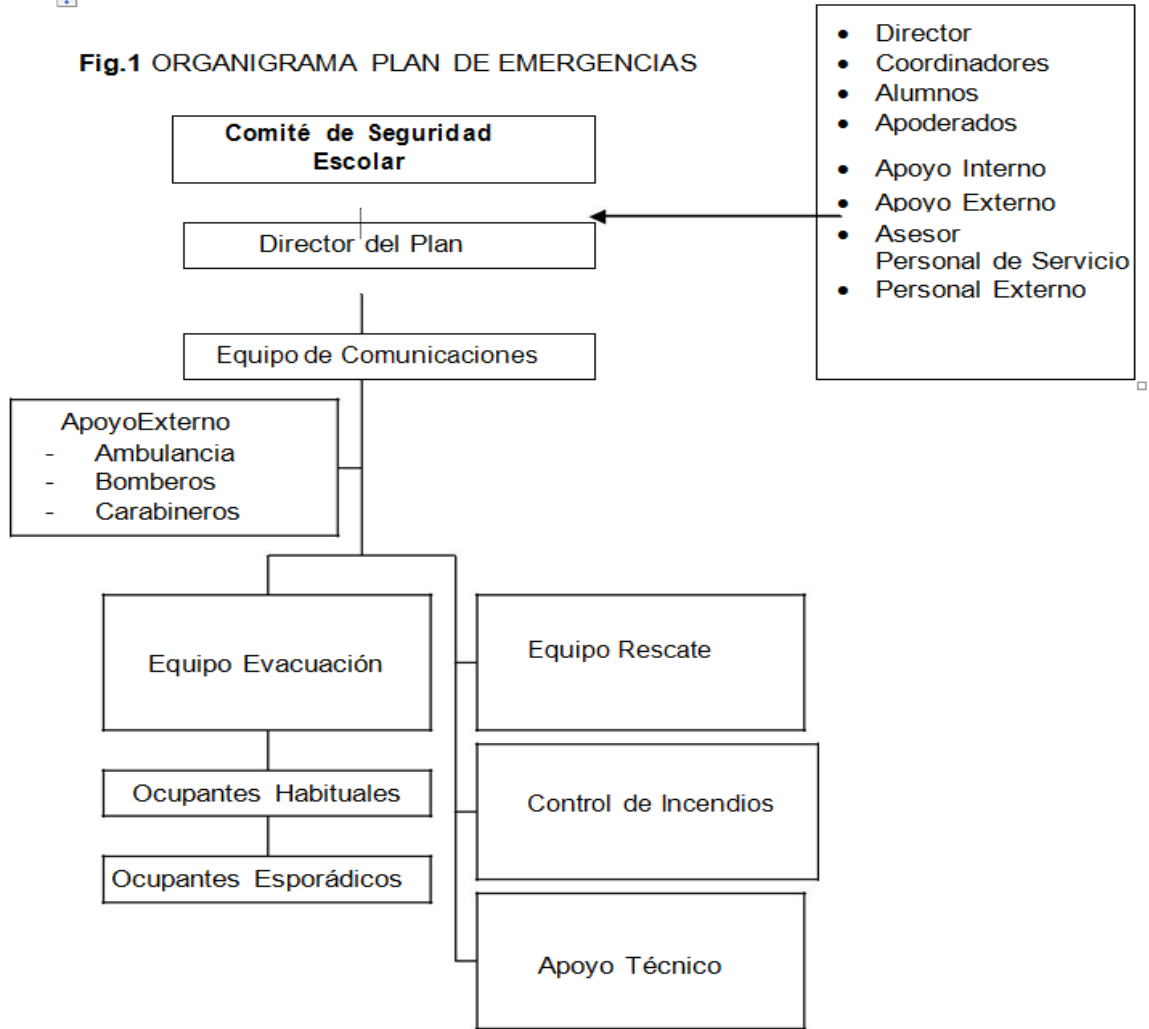 Fig.1 ORGANIGRAMA PLAN DE EMERGENCIAS
Comité de Seguridad
Escolar
Director del Plan
Equipo de Comunicaciones
• Director
• Coordinadores
• Alumnos
• Apoderados
• Apoyo Interno
• Apoyo Externo
• Asesor
Personal de Servicio
• Personal Externo
ApoyoExterno
- Ambulancia
- Bomberos
- Carabineros
Equipo Evacuación
Ocupantes Habituales
Ocupantes Esporádicos
Equipo Rescate
Control de Incendios
Apoyo Técnico